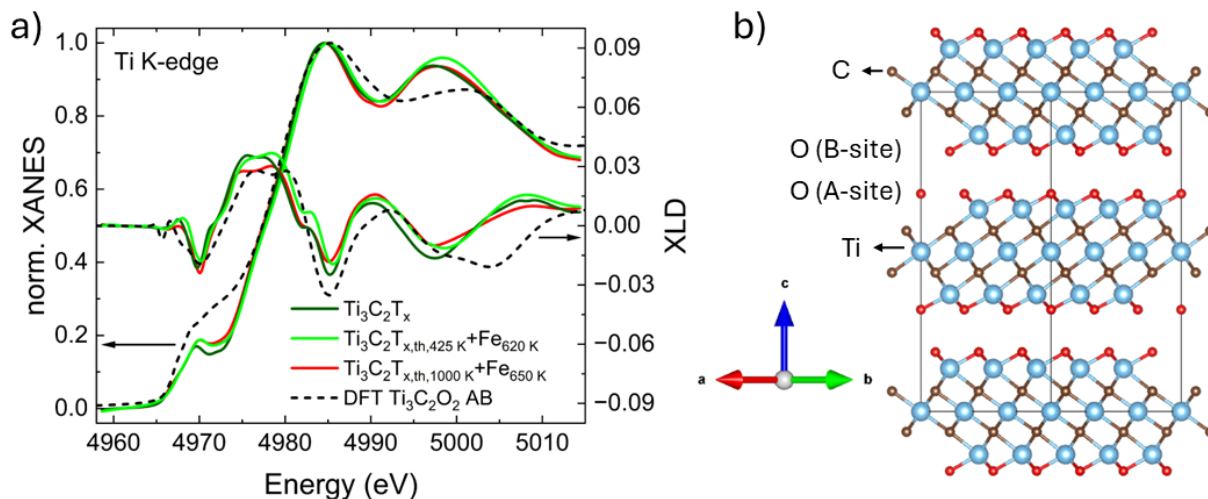 a)
Ti K-edge
norm. XANES
1.0
0.8
0.6
0.4
0.2
0.0
0.09
0.06
0.03
0.00
−0.03
−0.06
−0.09
XLD
Ti₃C₂Tₓ
Ti₃C₂Tₓ,th,425 K+Fe620 K
Ti₃C₂Tₓ,th,1000 K+Fe650 K
DFT Ti₃C₂O₂ AB
4960 4970 4980 4990 5000 5010
Energy (eV)
b)
C
O (B-site)
O (A-site)
Ti
c
a
b